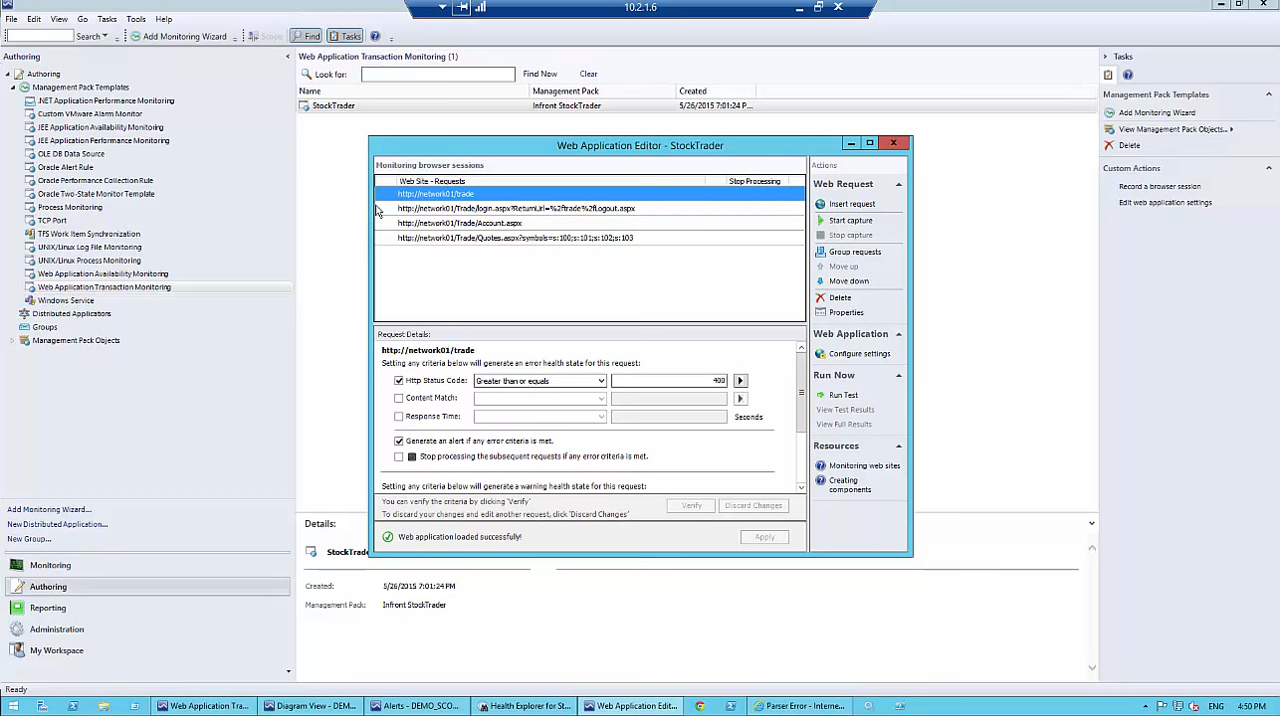 10.2.1.6
File Edit View Go Tasks Tools Help
Search Add Monitoring Wizard Scope Find Tasks
Authoring
Authoring
Management Pack Templates
.NET Application Performance Monitoring
Custom VMware Alarm Monitor
JEE Application Availability Monitoring
JEE Application Performance Monitoring
OLE DB Data Source
Oracle Alert Rule
Oracle Performance Collection Rule
Oracle Two-State Monitor Template
Process Monitoring
TCP Port
TFS Work Item Synchronization
UNIX/Linux Log File Monitoring
UNIX/Linux Process Monitoring
Web Application Availability Monitoring
Web Application Transaction Monitoring
Windows Service
Distributed Applications
Groups
Management Pack Objects
Add Monitoring Wizard...
New Distributed Application...
New Group...
Monitoring
Authoring
Reporting
Administration
My Workspace
Ready
Web Application Transaction Monitoring (1)
Look for: Find Now Clear
Name Management Pack Created
StockTrader Infront StockTrader 5/26/2015 7:01:24 P...
Web Application Editor - StockTrader
Monitoring browser sessions
Web Site - Requests Stop Processing
http://network01/trade
http://network01/Trade/login.aspx?ReturnUrl=%2ftrade%2fLogout.aspx
http://network01/Trade/Account.aspx
http://network01/Trade/Quotes.aspx?symbols=s:100;s:101;s:102;s:103
Request Details:
http://network01/trade
Setting any criteria below will generate an error health state for this request:
Http Status Code: Greater than or equals 400
Content Match:
Response Time: Seconds
Generate an alert if any error criteria is met.
Stop processing the subsequent requests if any error criteria is met.
Setting any criteria below will generate a warning health state for this request:
You can verify the criteria by clicking 'Verify'
To discard your changes and edit another request, click 'Discard Changes'
Verify Discard Changes
Web application loaded successfully!
Apply
Actions
Web Request
Insert request
Start capture
Stop capture
Group requests
Move up
Move down
Delete
Properties
Web Application
Configure settings
Run Now
Run Test
View Test Results
View Full Results
Resources
Monitoring web sites
Creating
components
Details:
StockTrade
Created: 5/26/2015 7:01:24 PM
Management Pack: Infront StockTrader
Tasks
Management Pack Templates
Add Monitoring Wizard
View Management Pack Objects...
Delete
Custom Actions
Record a browser session
Edit web application settings
Web Application Tra... Diagram View - DEM... Alerts - DEMO_SCO... Health Explorer for St... Web Application Edit... Parser Error - Interne... ENG 4:50 PM